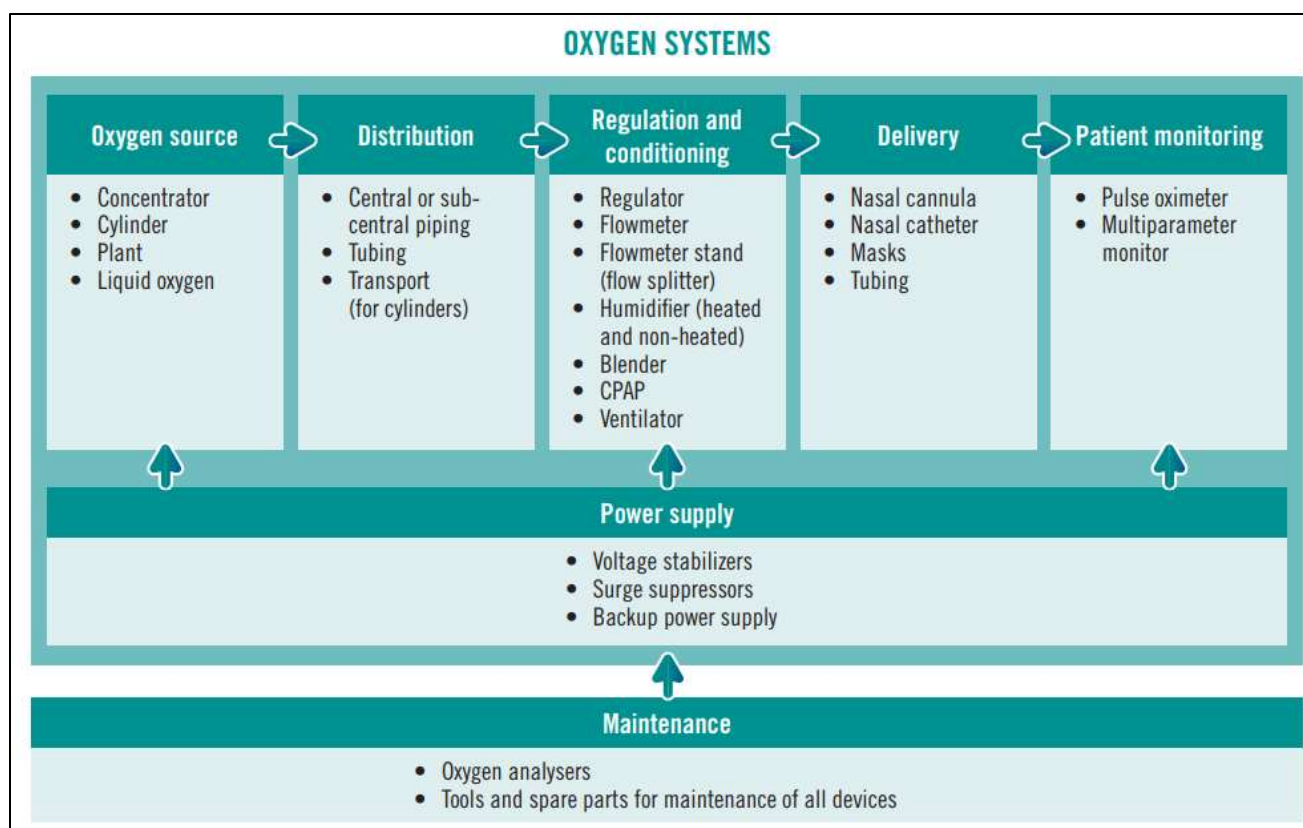 OXYGEN SYSTEMS
Oxygen source
• Concentrator
• Cylinder
• Plant
• Liquid oxygen
Distribution
• Central or sub-
central piping
• Tubing
• Transport
(for cylinders)
Regulation and
conditioning
• Regulator
• Flowmeter
• Flowmeter stand
(flow splitter)
• Humidifier (heated
and non-heated)
• Blender
• CPAP
• Ventilator
Delivery
• Nasal cannula
• Nasal catheter
• Masks
• Tubing
Patient monitoring
• Pulse oximeter
• Multiparameter
monitor
Power supply
• Voltage stabilizers
• Surge suppressors
• Backup power supply
Maintenance
• Oxygen analysers
• Tools and spare parts for maintenance of all devices